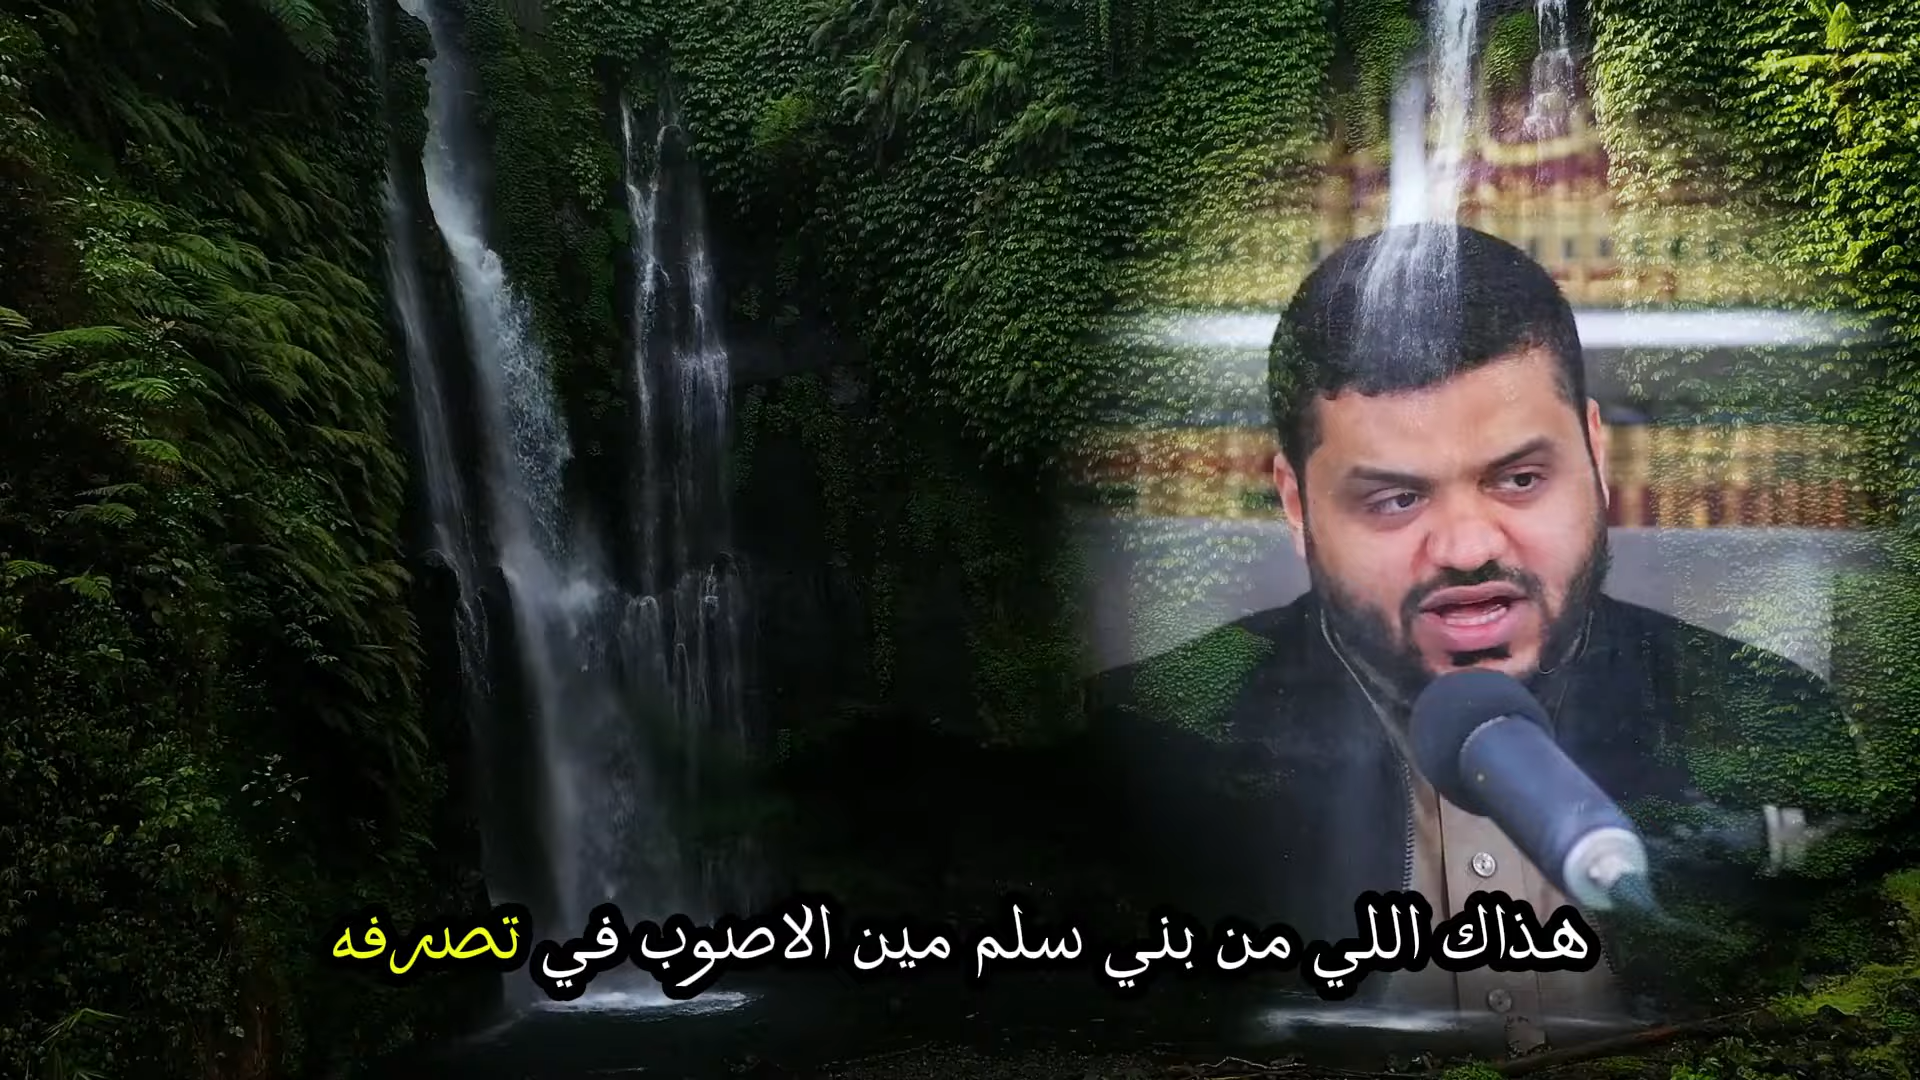 هذاك اللي من بني سلم مين الاصوب في تصرفه